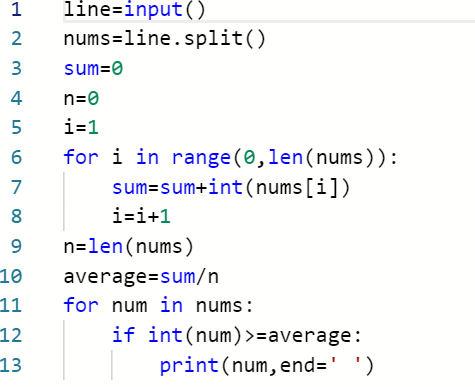 1 line=input()
2 nums=line.split()
3 sum=0
4 n=0
5 i=1
6 for i in range(0,len(nums)):
7     sum=sum+int(nums[i])
8     i=i+1
9 n=len(nums)
10 average=sum/n
11 for num in nums:
12     if int(num)>=average:
13         print(num,end=' ')